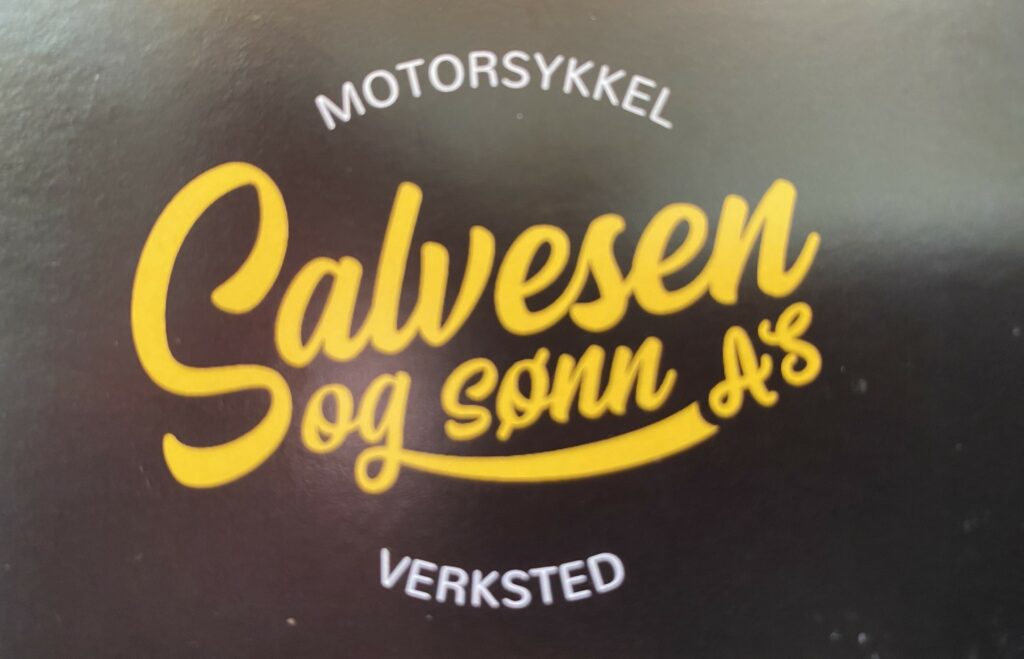 MOTORSYKKEL
Salvesen
og sønn AS
VERKSTED